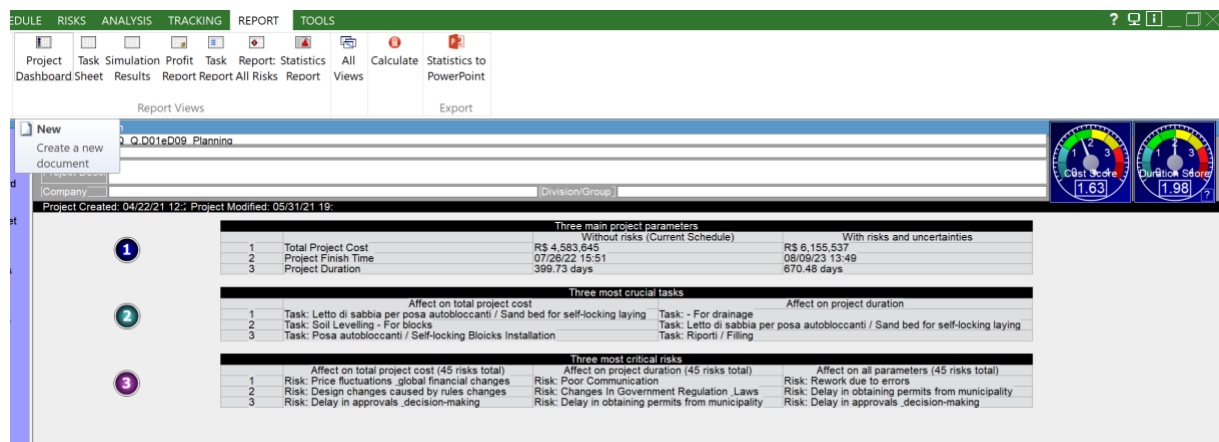 EDULE RISKS ANALYSIS TRACKING REPORT TOOLS ? i
Project Dashboard
Task Sheet
Simulation Results
Profit Report
Task Report
Report: All Risks
Statistics Report
All Views
Calculate
Statistics to PowerPoint
Report Views
Export
New
Create a new
document
Q_Q.D01eD09_Planning
Company
Division/Group
Project Created: 04/22/21 12:2 Project Modified: 05/31/21 19:
1 2 3
Cost Score
1.63
1 2 3
Duration Score
1.98
?
1
Three main project parameters
Without risks (Current Schedule) With risks and uncertainties
1 Total Project Cost R$ 4,583,645 R$ 6,155,537
2 Project Finish Time 07/26/22 15:51 08/09/23 13:49
3 Project Duration 399.73 days 670.48 days
2
Three most crucial tasks
Affect on total project cost Affect on project duration
1 Task: Letto di sabbia per posa autobloccanti / Sand bed for self-locking laying Task: - For drainage
2 Task: Soil Levelling - For blocks Task: Letto di sabbia per posa autobloccanti / Sand bed for self-locking laying
3 Task: Posa autobloccanti / Self-locking Bloicks Installation Task: Riporti / Filling
3
Three most critical risks
Affect on total project cost (45 risks total) Affect on project duration (45 risks total) Affect on all parameters (45 risks total)
1 Risk: Price fluctuations _global financial changes Risk: Poor Communication Risk: Rework due to errors
2 Risk: Design changes caused by rules changes Risk: Changes In Government Regulation _Laws Risk: Delay in obtaining permits from municipality
3 Risk: Delay in approvals _decision-making Risk: Delay in obtaining permits from municipality Risk: Delay in approvals _decision-making